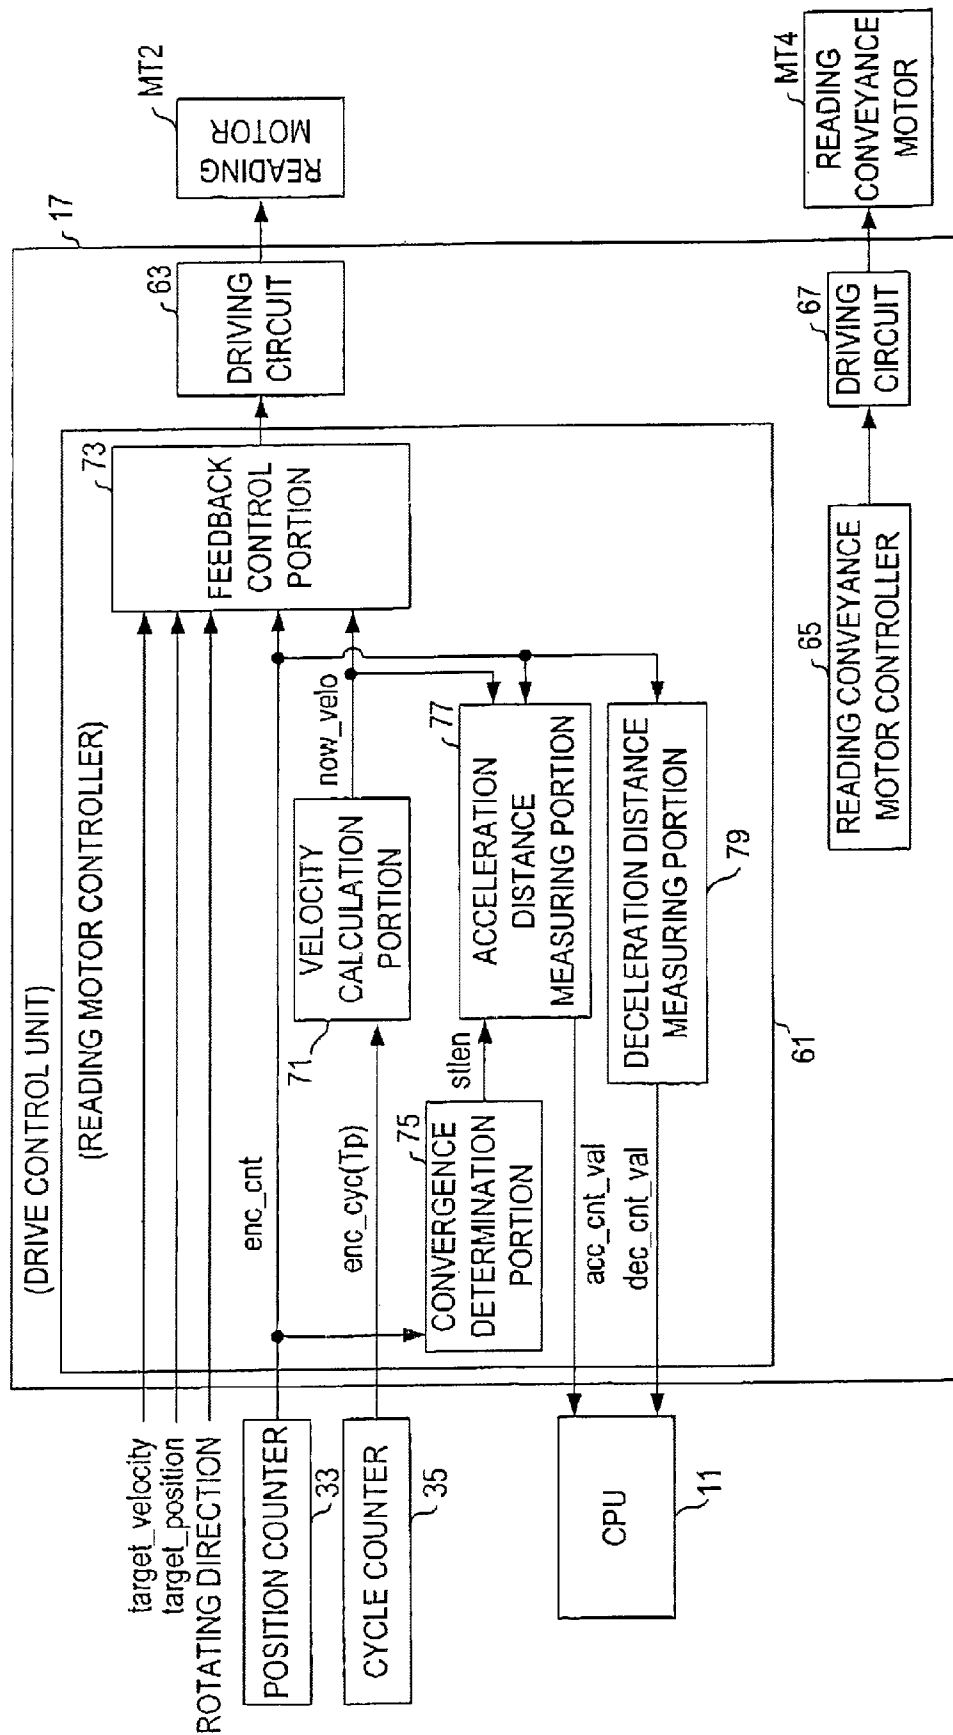 (DRIVE CONTROL UNIT)
17
(READING MOTOR CONTROLLER)
target_velocity
target_position
ROTATING DIRECTION
73
FEEDBACK
CONTROL
PORTION
63
DRIVING
CIRCUIT
MT2
READING
MOTOR
POSITION COUNTER
33
enc_cnt
CYCLE COUNTER
35
enc_cyc(Tp)
71
VELOCITY
CALCULATION
PORTION
now_velo
75
CONVERGENCE
DETERMINATION
PORTION
stlen
77
ACCELERATION
DISTANCE
MEASURING PORTION
acc_cnt_val
dec_cnt_val
DECELERATION DISTANCE
MEASURING PORTION
79
61
CPU
11
65
READING CONVEYANCE
MOTOR CONTROLLER
67
DRIVING
CIRCUIT
MT4
READING
CONVEYANCE
MOTOR